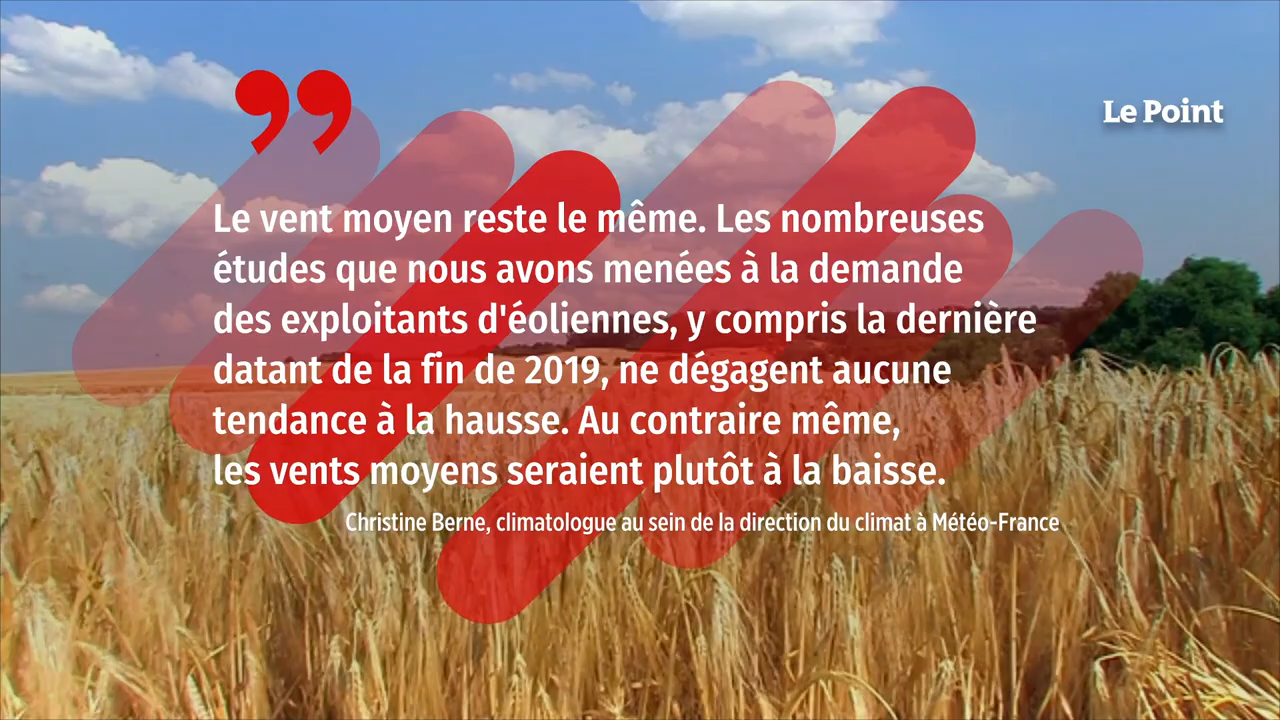 Le Point
”
Le vent moyen reste le même. Les nombreuses
études que nous avons menées à la demande
des exploitants d'éoliennes, y compris la dernière
datant de la fin de 2019, ne dégagent aucune
tendance à la hausse. Au contraire même,
les vents moyens seraient plutôt à la baisse.
Christine Berne, climatologue au sein de la direction du climat à Météo-France